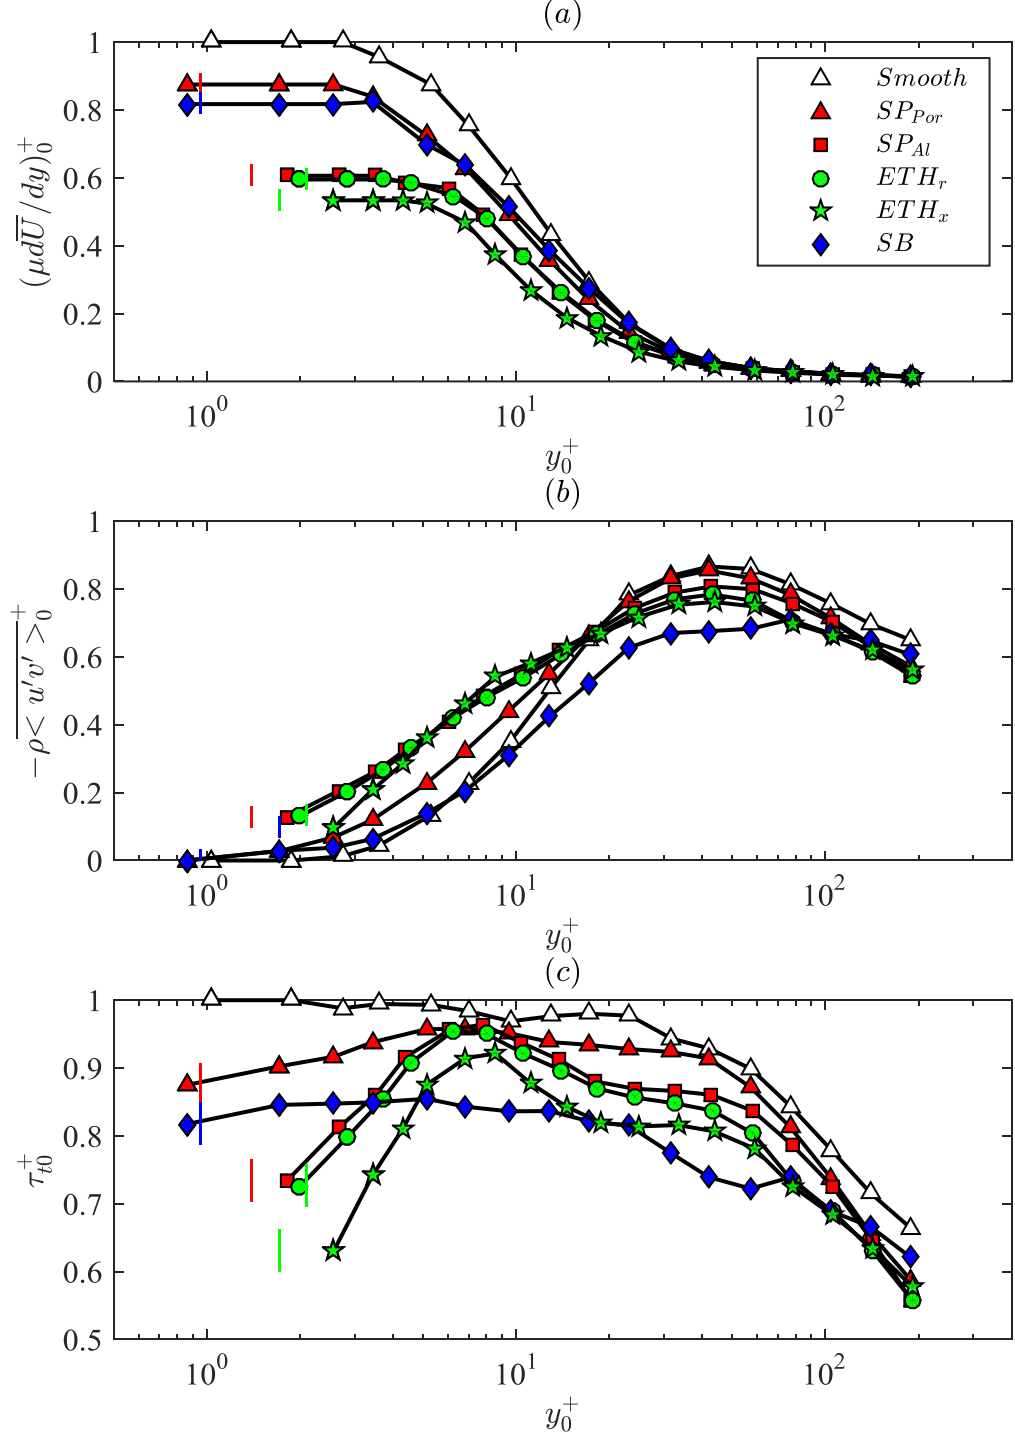 (a)
(μdU̅/dy)₀⁺
1
0.8
0.6
0.4
0.2
0
10⁰ 10¹ 10²
y₀⁺
Smooth
SP_Por
SP_Al
ETH_r
ETH_x
SB
(b)
−ρ<u′v′>₀⁺
1
0.8
0.6
0.4
0.2
0
10⁰ 10¹ 10²
y₀⁺
(c)
τₜ₀⁺
1
0.9
0.8
0.7
0.6
0.5
10⁰ 10¹ 10²
y₀⁺